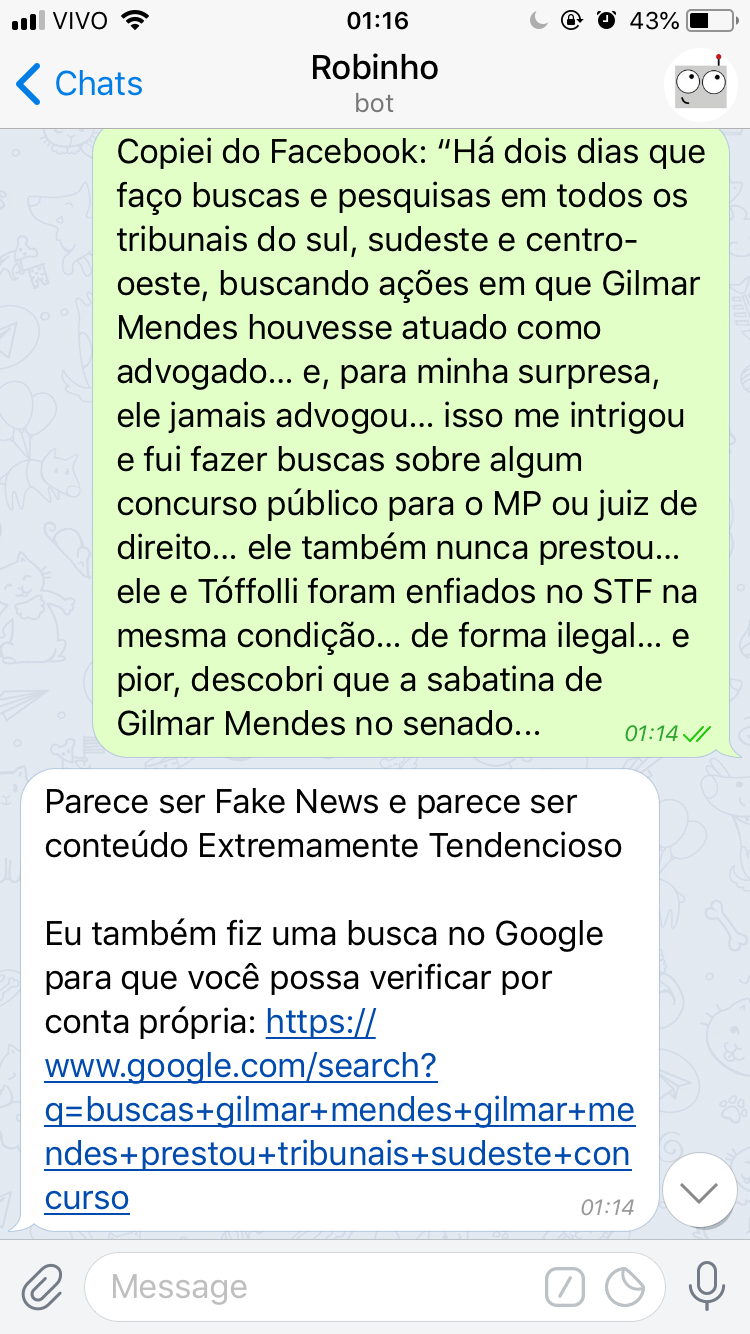 VIVO 01:16 43%
Chats
Robinho
bot
Copiei do Facebook: “Há dois dias que
faço buscas e pesquisas em todos os
tribunais do sul, sudeste e centro-
oeste, buscando ações em que Gilmar
Mendes houvesse atuado como
advogado... e, para minha surpresa,
ele jamais advogou... isso me intrigou
e fui fazer buscas sobre algum
concurso público para o MP ou juiz de
direito... ele também nunca prestou...
ele e Tóffolli foram enfiados no STF na
mesma condição... de forma ilegal... e
pior, descobri que a sabatina de
Gilmar Mendes no senado...
01:14
Parece ser Fake News e parece ser
conteúdo Extremamente Tendencioso
Eu também fiz uma busca no Google
para que você possa verificar por
conta própria: https://
www.google.com/search?
q=buscas+gilmar+mendes+gilmar+me
ndes+prestou+tribunais+sudeste+con
curso
01:14
Message